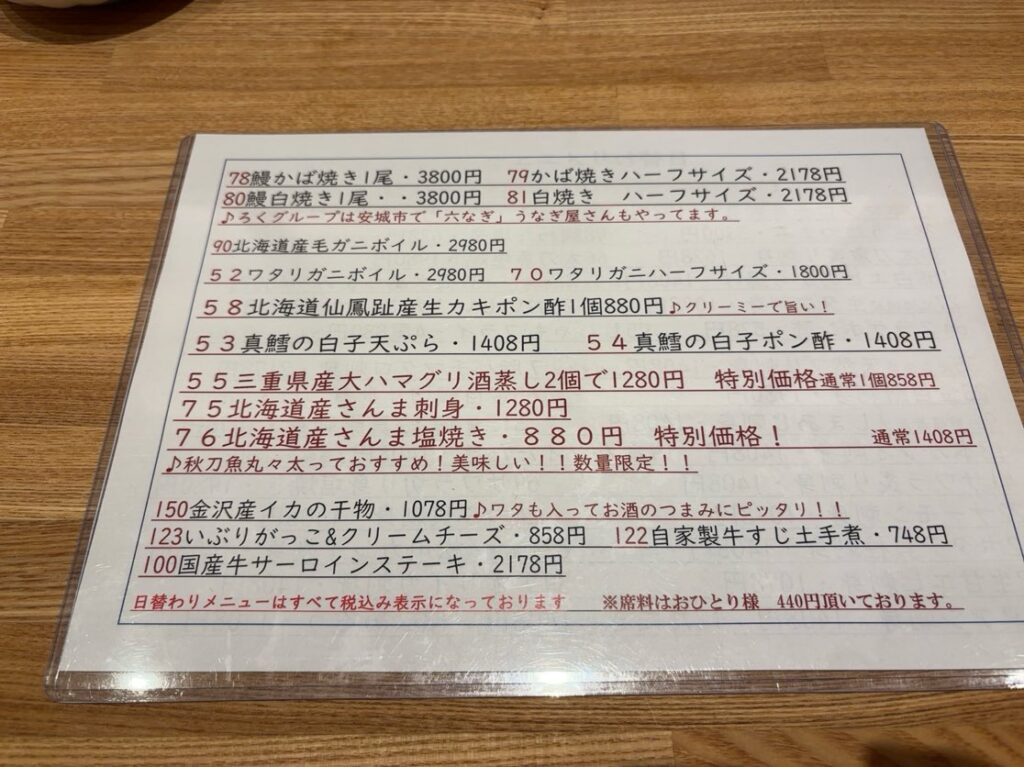 78鰻かば焼き1尾・3800円　79かば焼きハーフサイズ・2178円
80鰻白焼き1尾・・3800円　81白焼き　ハーフサイズ・2178円
♪ろくグループは安城市で「六なぎ」うなぎ屋さんもやってます。
90北海道産毛ガニボイル・2980円
52ワタリガニボイル・2980円　70ワタリガニハーフサイズ・1800円
58北海道仙鳳趾産生カキポン酢1個880円♪クリーミーで旨い！
53真鱈の白子天ぷら・1408円　54真鱈の白子ポン酢・1408円
55三重県産大ハマグリ酒蒸し2個で1280円　特別価格通常1個858円
75北海道産さんま刺身・1280円
76北海道産さんま塩焼き・880円　特別価格！　通常1408円
♪秋刀魚丸々太っておすすめ！美味しい！！数量限定！！
150金沢産イカの干物・1078円♪ワタも入ってお酒のつまみにピッタリ！！
123いぶりがっこ&クリームチーズ・858円　122自家製牛すじ土手煮・748円
100国産牛サーロインステーキ・2178円
日替わりメニューはすべて税込み表示になっております　※席料はおひとり様　440円頂いております。